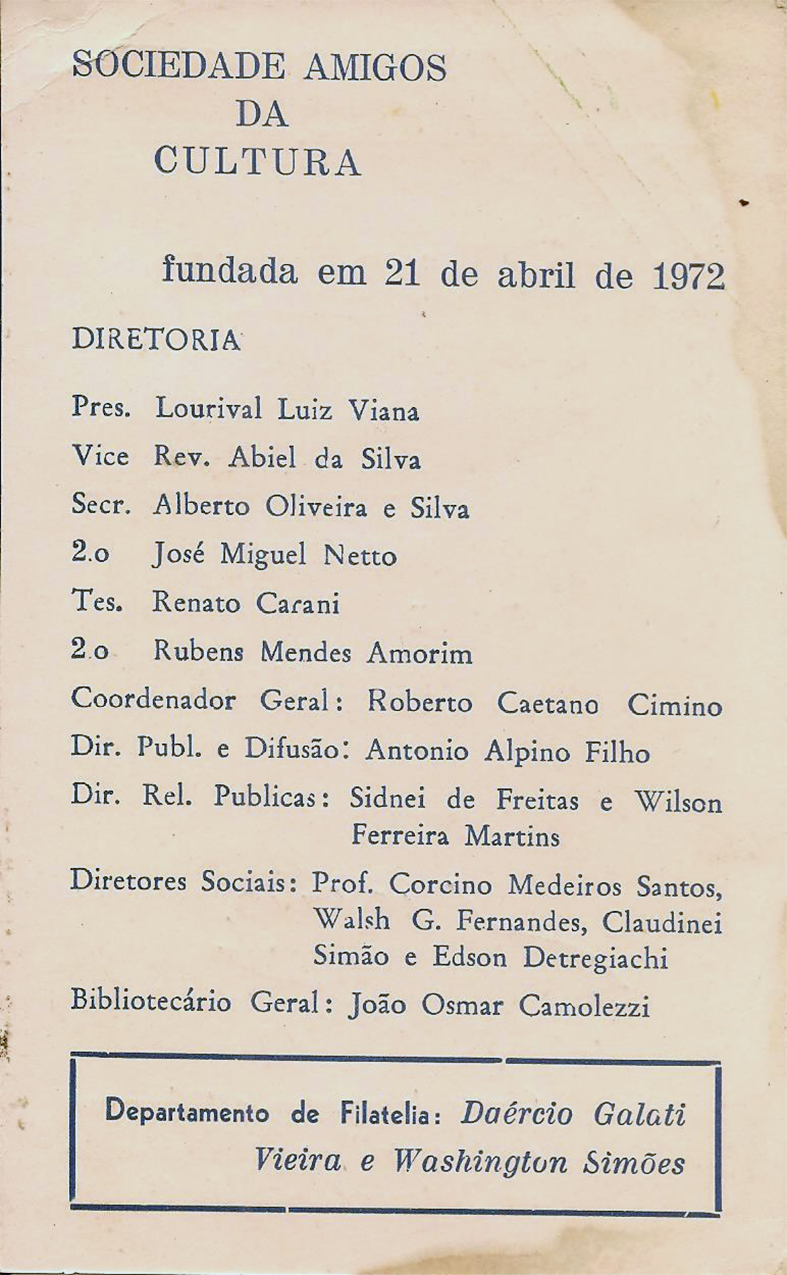 SOCIEDADE AMIGOS
DA
CULTURA
fundada em 21 de abril de 1972
DIRETORIA
Pres. Lourival Luiz Viana
Vice Rev. Abiel da Silva
Secr. Alberto Oliveira e Silva
2.o José Miguel Netto
Tes. Renato Carani
2.o Rubens Mendes Amorim
Coordenador Geral: Roberto Caetano Cimino
Dir. Publ. e Difusão: Antonio Alpino Filho
Dir. Rel. Publicas: Sidnei de Freitas e Wilson
Ferreira Martins
Diretores Sociais: Prof. Corcino Medeiros Santos,
Walsh G. Fernandes, Claudinei
Simão e Edson Detregiachi
Bibliotecário Geral: João Osmar Camolezzi
Departamento de Filatelia: Daércio Galati
Vieira e Washington Simões